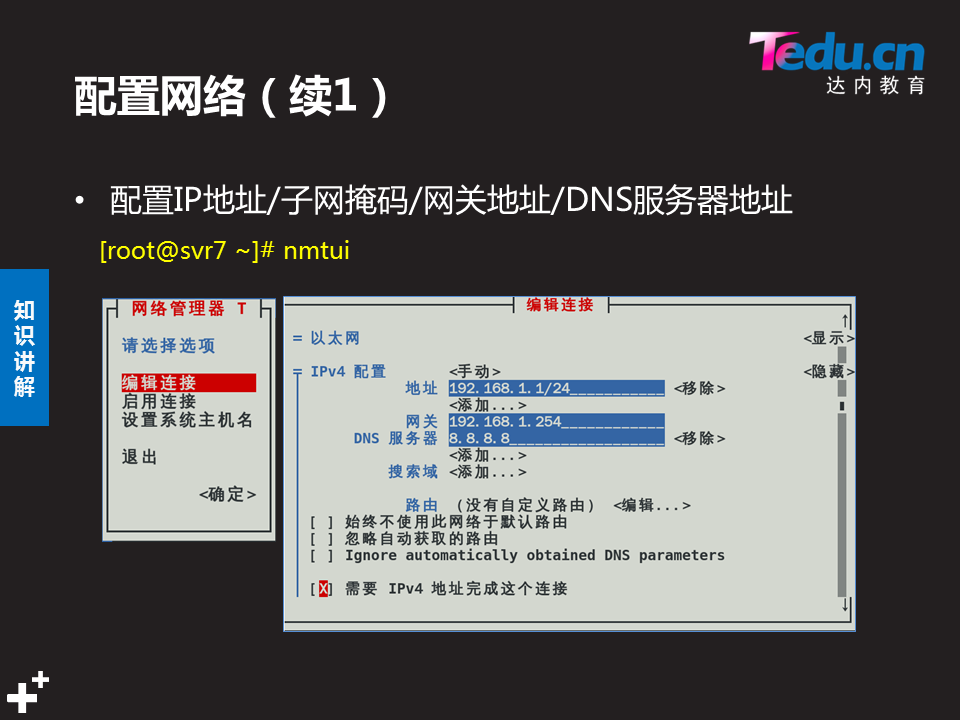 Tedu.cn
达内教育
配置网络（续1）
• 配置IP地址/子网掩码/网关地址/DNS服务器地址
[root@svr7 ~]# nmtui
知识讲解
网络管理器 T
请选择选项
编辑连接
启用连接
设置系统主机名
退出
<确定>
编辑连接
= 以太网 <显示>
= IPv4 配置 <手动> <隐藏>
地址 192.168.1.1/24___________ <移除>
<添加...>
网关 192.168.1.254____________
DNS 服务器 8.8.8.8__________________ <移除>
<添加...>
搜索域 <添加...>
路由 （没有自定义路由） <编辑...>
[ ] 始终不使用此网络于默认路由
[ ] 忽略自动获取的路由
[ ] Ignore automatically obtained DNS parameters
[X] 需要 IPv4 地址完成这个连接